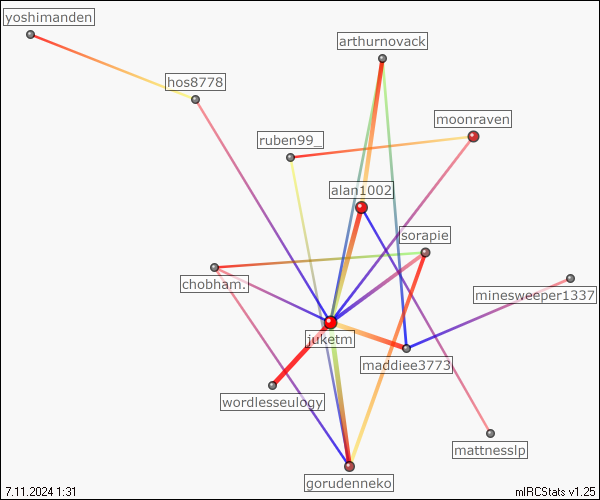 yoshimanden
arthurnovack
hos8778
moonraven
ruben99_
alan1002
sorapie
chobham.
minesweeper1337
juketm
maddiee3773
wordlesseulogy
mattnesslp
gorudenneko
7.11.2024 1:31
mIRCStats v1.25